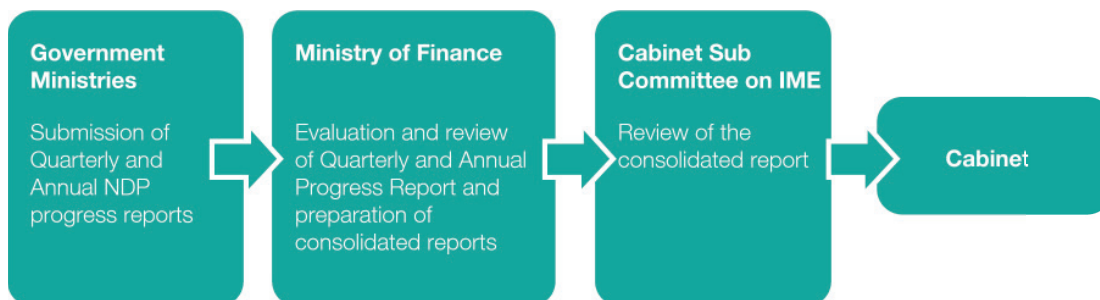 Government
Ministries
Submission of
Quarterly and
Annual NDP
progress reports
Ministry of Finance
Evaluation and review
of Quarterly and Annual
Progress Report and
preparation of
consolidated reports
Cabinet Sub
Committee on IME
Review of the
consolidated report
Cabinet